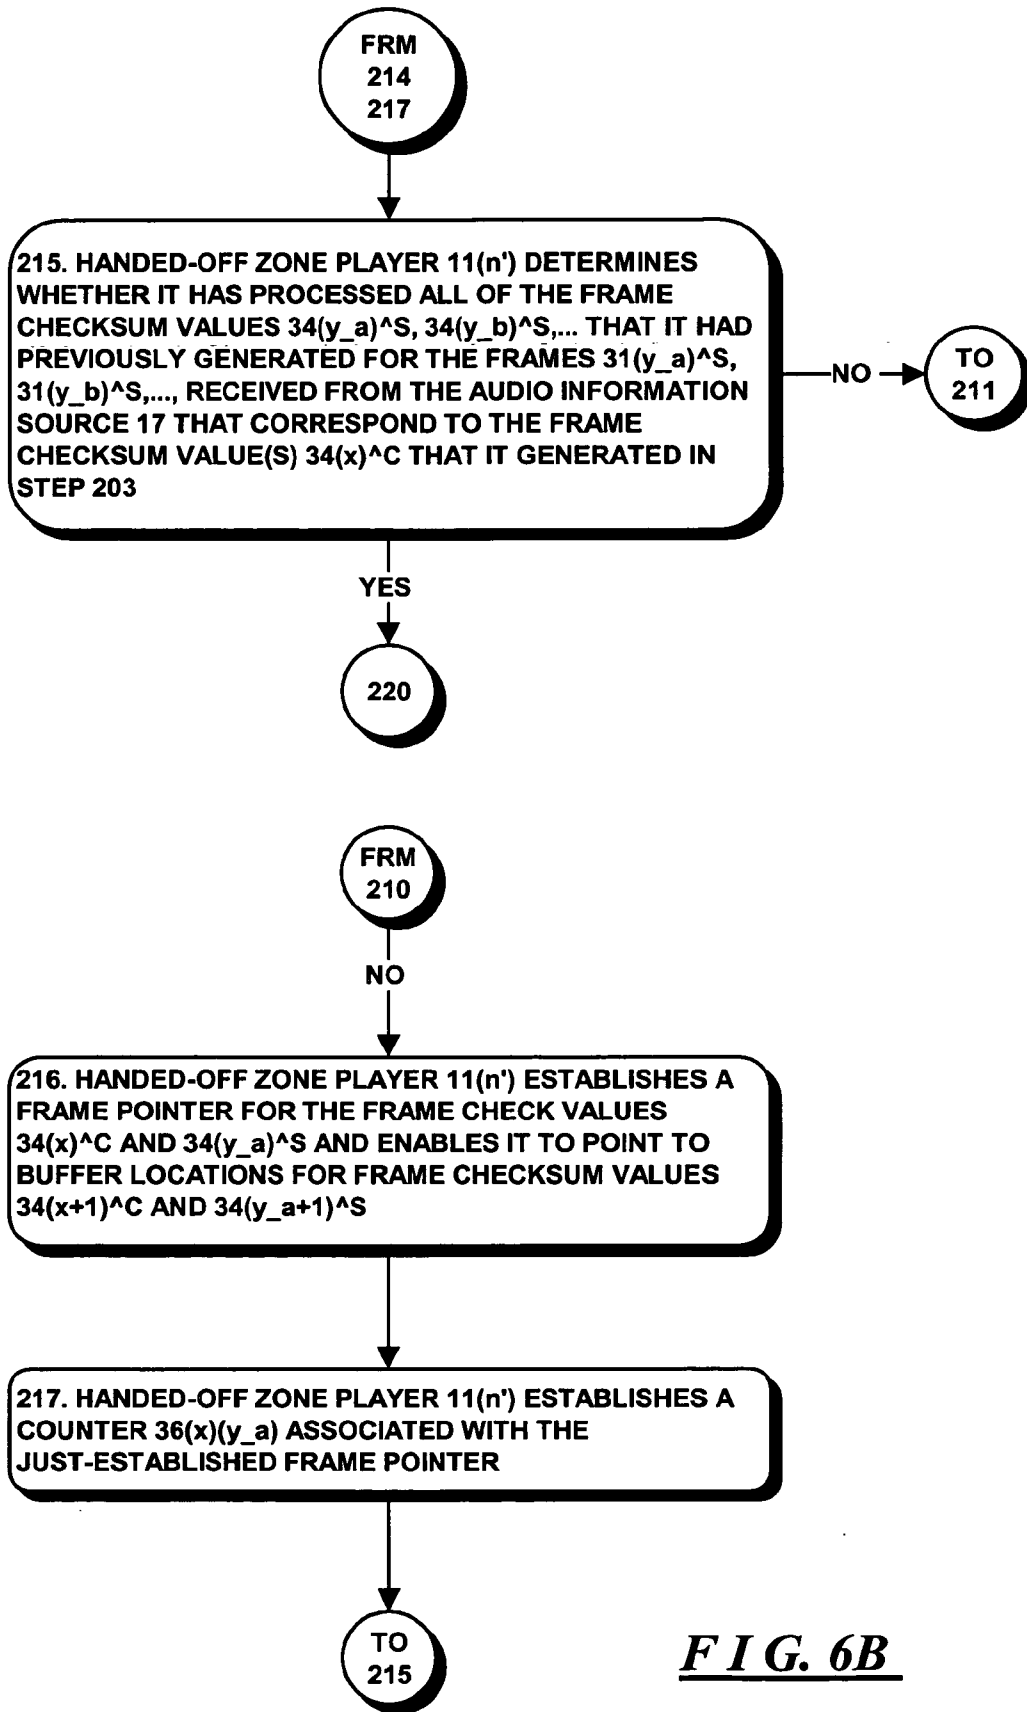 FRM
214
217
215. HANDED-OFF ZONE PLAYER 11(n') DETERMINES
WHETHER IT HAS PROCESSED ALL OF THE FRAME
CHECKSUM VALUES 34(y_a)^S, 34(y_b)^S,... THAT IT HAD
PREVIOUSLY GENERATED FOR THE FRAMES 31(y_a)^S,
31(y_b)^S,..., RECEIVED FROM THE AUDIO INFORMATION
SOURCE 17 THAT CORRESPOND TO THE FRAME
CHECKSUM VALUE(S) 34(x)^C THAT IT GENERATED IN
STEP 203
NO
TO
211
YES
220
FRM
210
NO
216. HANDED-OFF ZONE PLAYER 11(n') ESTABLISHES A
FRAME POINTER FOR THE FRAME CHECK VALUES
34(x)^C AND 34(y_a)^S AND ENABLES IT TO POINT TO
BUFFER LOCATIONS FOR FRAME CHECKSUM VALUES
34(x+1)^C AND 34(y_a+1)^S
217. HANDED-OFF ZONE PLAYER 11(n') ESTABLISHES A
COUNTER 36(x)(y_a) ASSOCIATED WITH THE
JUST-ESTABLISHED FRAME POINTER
TO
215
F I G. 6B